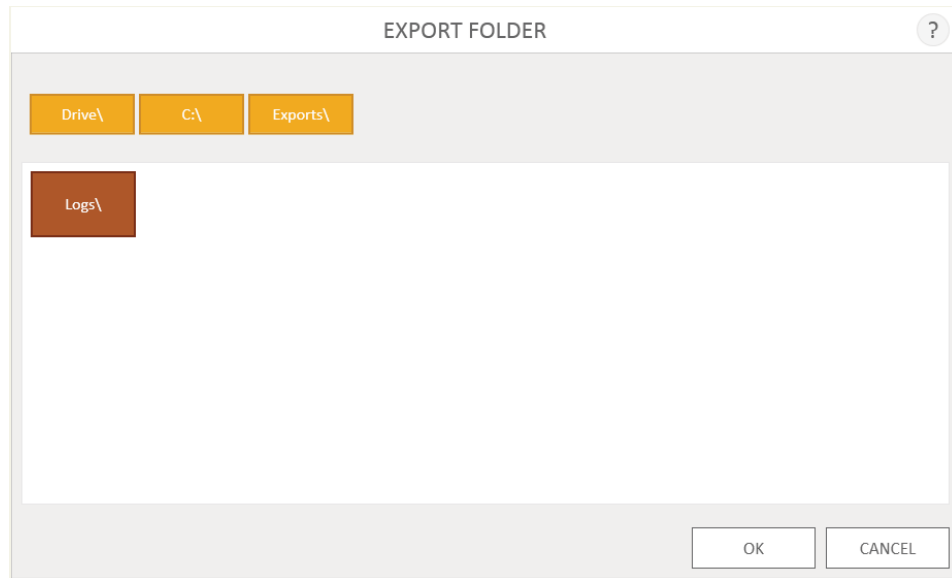 EXPORT FOLDER
?
Drive\ C:\ Exports\
Logs\
OK CANCEL